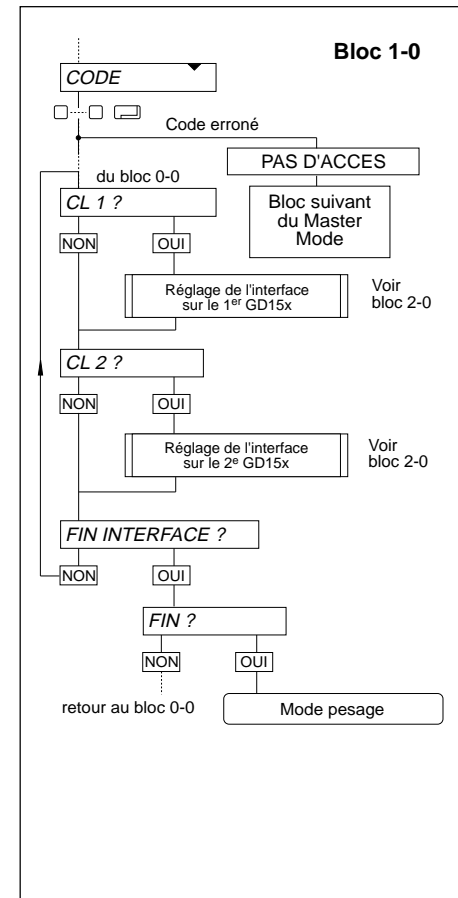 Bloc 1-0
CODE
Code erroné
PAS D'ACCES
du bloc 0-0
Bloc suivant
du Master
Mode
CL 1 ?
NON
OUI
Réglage de l'interface
sur le 1er GD15x
Voir
bloc 2-0
CL 2 ?
NON
OUI
Réglage de l'interface
sur le 2e GD15x
Voir
bloc 2-0
FIN INTERFACE ?
NON
OUI
FIN ?
NON
OUI
retour au bloc 0-0
Mode pesage